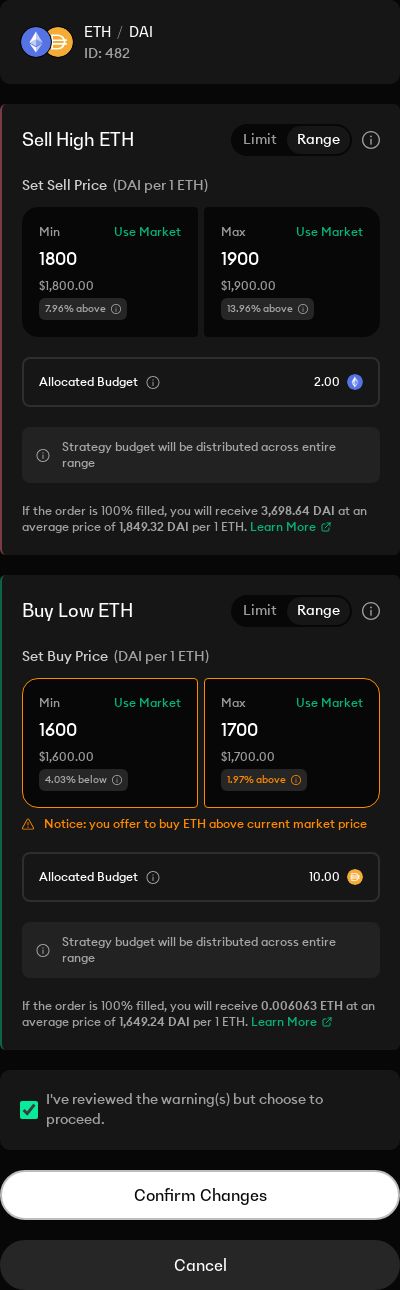 ETH / DAI
ID: 482
Sell High ETH
Limit Range
Set Sell Price (DAI per 1 ETH)
Min Use Market
1800
$1,800.00
7.96% above
Max Use Market
1900
$1,900.00
13.96% above
Allocated Budget 2.00
Strategy budget will be distributed across entire
range
If the order is 100% filled, you will receive 3,698.64 DAI at an
average price of 1,849.32 DAI per 1 ETH. Learn More
Buy Low ETH
Limit Range
Set Buy Price (DAI per 1 ETH)
Min Use Market
1600
$1,600.00
4.03% below
Max Use Market
1700
$1,700.00
1.97% above
Notice: you offer to buy ETH above current market price
Allocated Budget 10.00
Strategy budget will be distributed across entire
range
If the order is 100% filled, you will receive 0.006063 ETH at an
average price of 1,649.24 DAI per 1 ETH. Learn More
I've reviewed the warning(s) but choose to
proceed.
Confirm Changes
Cancel